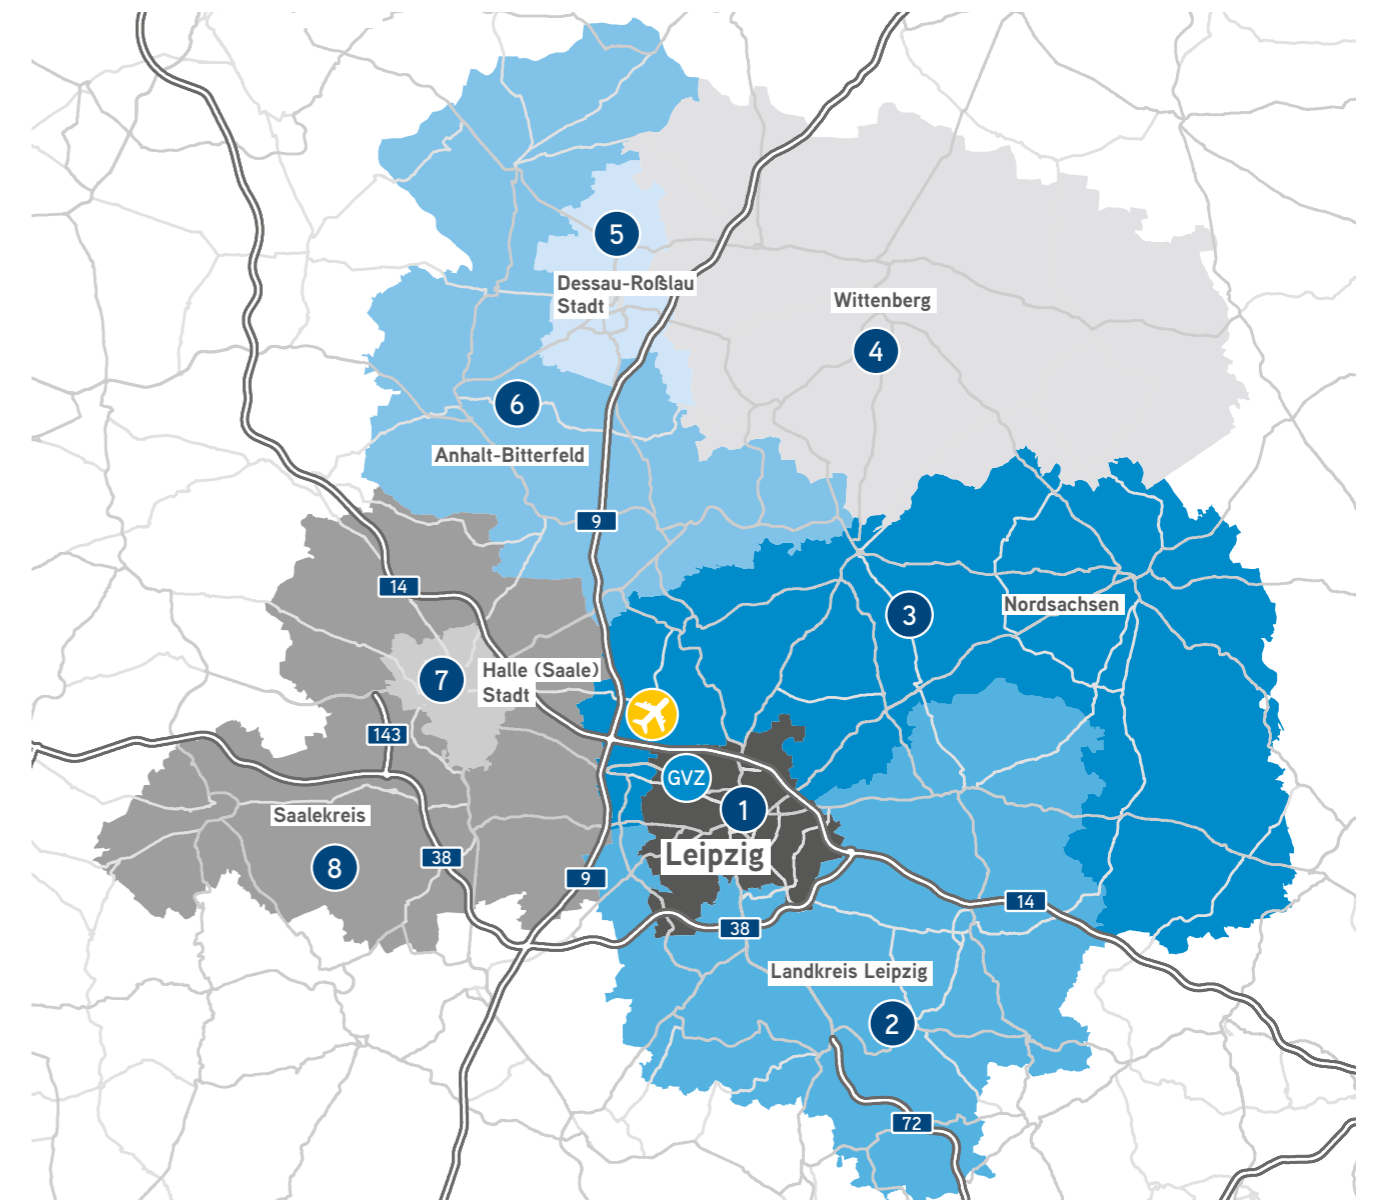 5
Dessau-Roßlau
Stadt
Wittenberg
4
6
Anhalt-Bitterfeld
9
14
3
Nordsachsen
7
Halle (Saale)
Stadt
143
GVZ
1
Saalekreis
Leipzig
8
38
9
14
38
Landkreis Leipzig
2
72